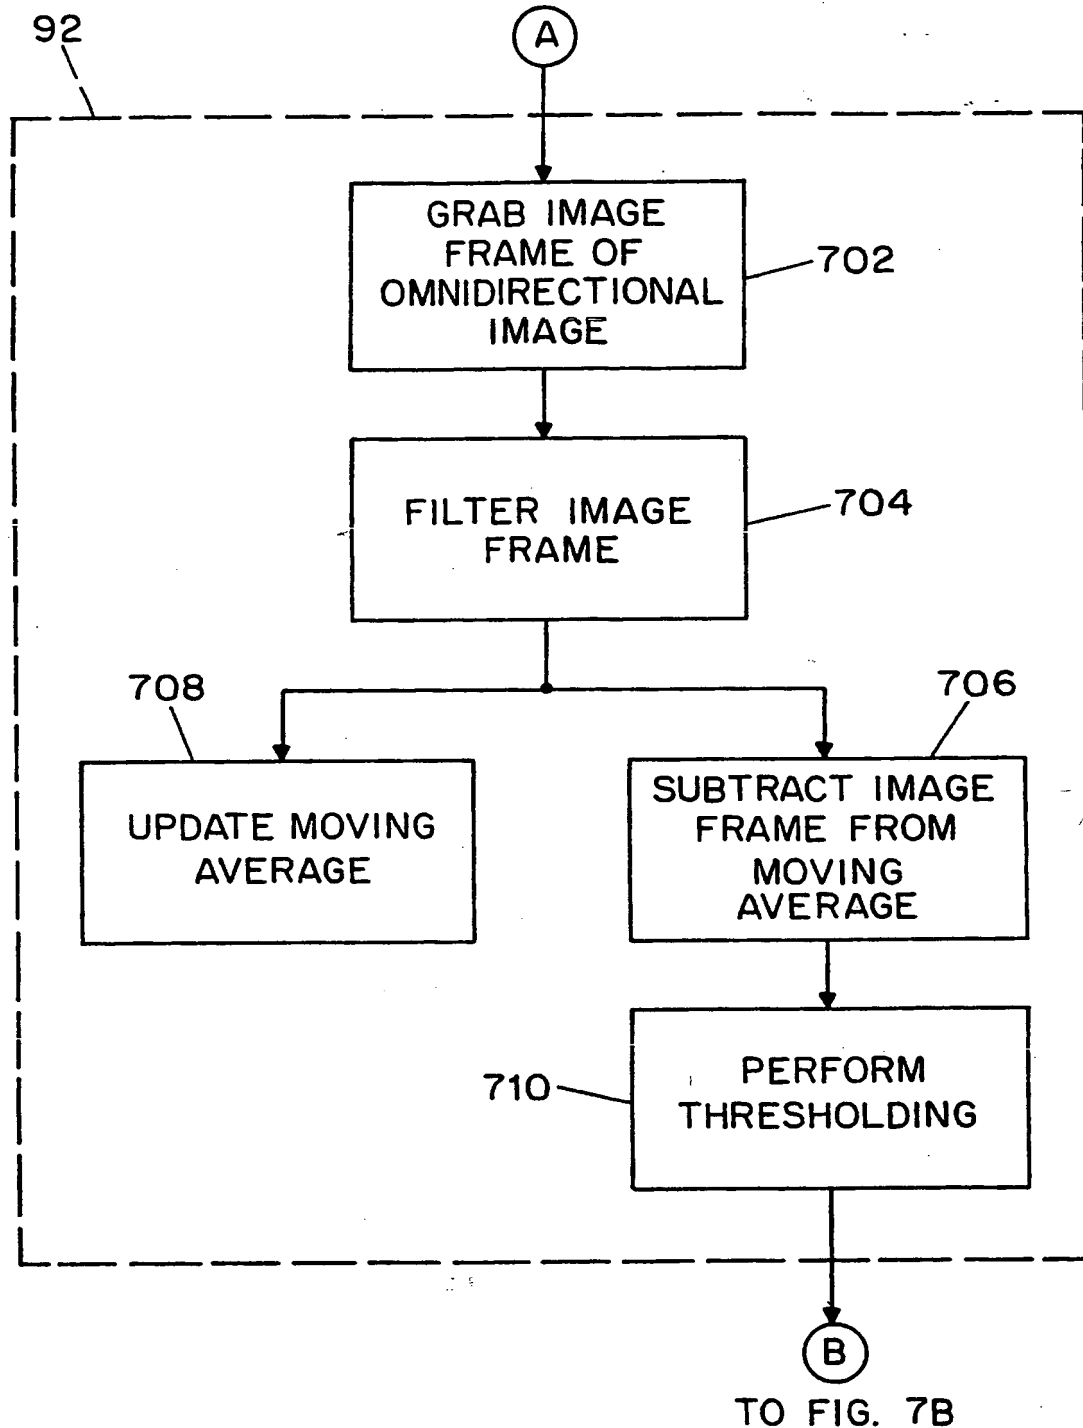 92
A
GRAB IMAGE
FRAME OF
OMNIDIRECTIONAL
IMAGE
702
FILTER IMAGE
FRAME
704
708
706
UPDATE MOVING
AVERAGE
SUBTRACT IMAGE
FRAME FROM
MOVING
AVERAGE
710
PERFORM
THRESHOLDING
B
TO FIG. 7B